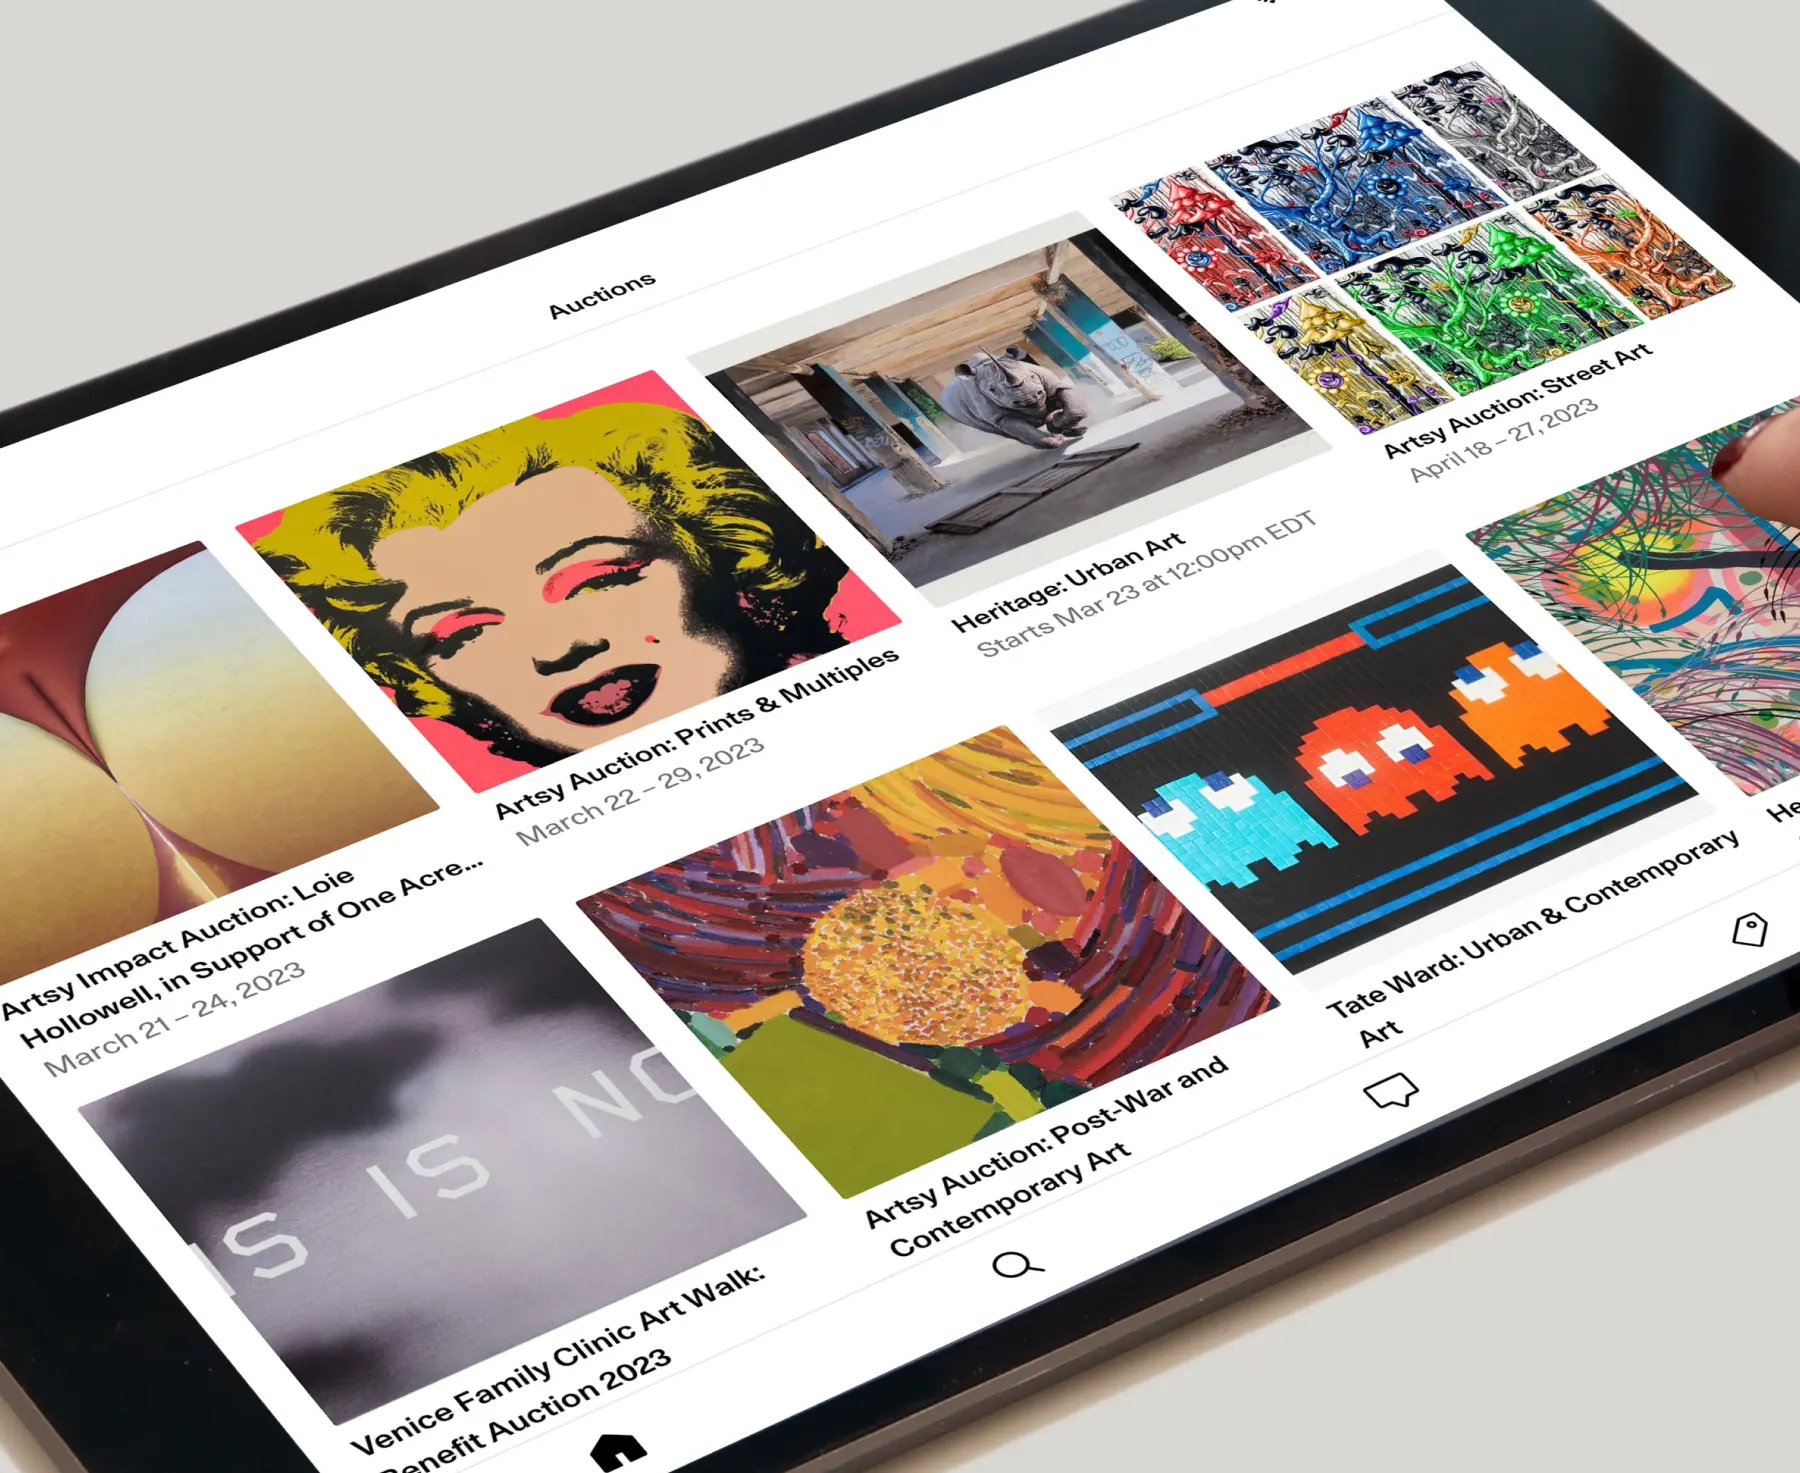 Auctions
Artsy Impact Auction: Loie
Hollowell, in Support of One Acre...
March 21 – 24, 2023
Artsy Auction: Prints & Multiples
March 22 – 29, 2023
Heritage: Urban Art
Starts Mar 23 at 12:00pm EDT
Artsy Auction: Street Art
April 18 – 27, 2023
IS IS NO
Venice Family Clinic Art Walk:
Benefit Auction 2023
Artsy Auction: Post-War and
Contemporary Art
Tate Ward: Urban & Contemporary
Art
He